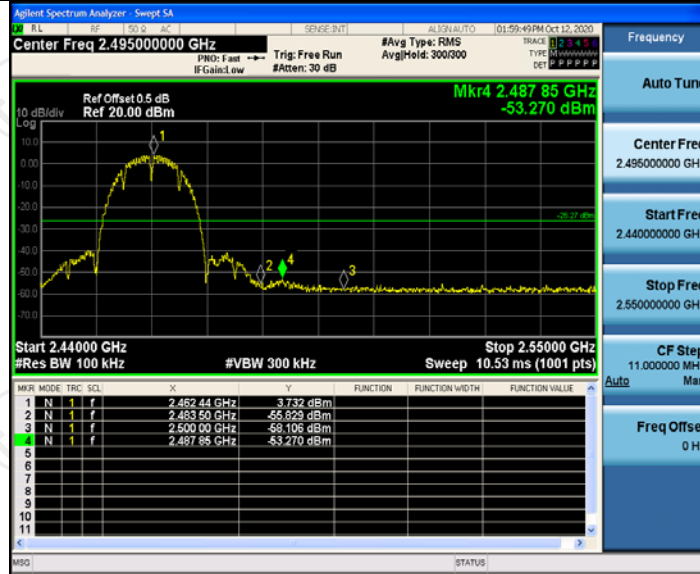 Agilent Spectrum Analyzer - Swept SA
RL RF 50 Ω AC SENSE:INT ALIGN AUTO 01:59:49 PM Oct 12, 2020
Center Freq 2.495000000 GHz
PNO: Fast
IFGain:Low
Trig: Free Run
#Atten: 30 dB
#Avg Type: RMS
Avg|Hold: 300/300
TRACE 1 2 3 4 5 6
TYPE M
DET P P P P P P
Frequency
Auto Tune
Center Freq
2.495000000 GH
Start Freq
2.440000000 GH
Stop Freq
2.550000000 GH
CF Step
11.000000 MH
Auto Ma
Freq Offse
0 H
Mkr4 2.487 85 GHz
-53.270 dBm
Ref Offset 0.5 dB
10 dB/div Ref 20.00 dBm
Log
10.0
0.00
-10.0
-20.0
-30.0
-40.0
-50.0
-60.0
-70.0
1
2
4
3
-26.27 dBm
Start 2.44000 GHz Stop 2.55000 GHz
#Res BW 100 kHz #VBW 300 kHz Sweep 10.53 ms (1001 pts)
MKR MODE TRC SCL X Y FUNCTION FUNCTION WIDTH FUNCTION VALUE
1 N 1 f 2.462 44 GHz 3.732 dBm
2 N 1 f 2.483 50 GHz -55.829 dBm
3 N 1 f 2.500 00 GHz -58.106 dBm
4 N 1 f 2.487 85 GHz -53.270 dBm
5
6
7
8
9
10
11
MSG STATUS